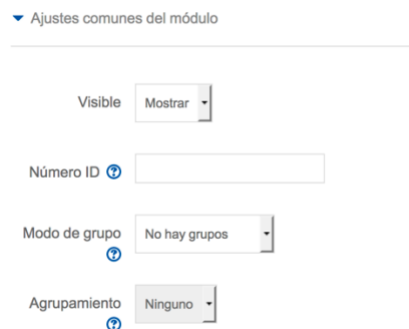 Ajustes comunes del módulo
Visible Mostrar
Número ID
Modo de grupo No hay grupos
Agrupamiento Ninguno